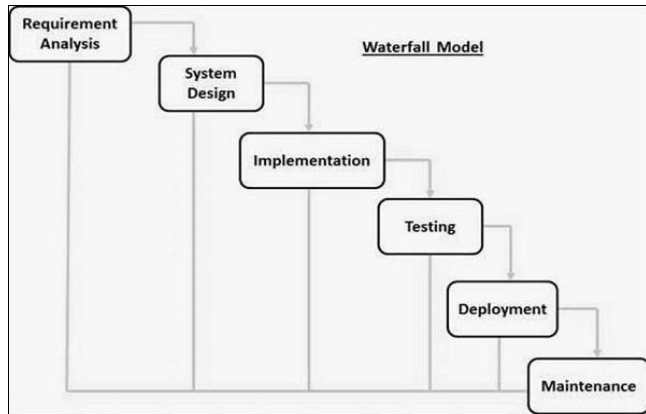 Requirement
Analysis
Waterfall Model
System
Design
Implementation
Testing
Deployment
Maintenance